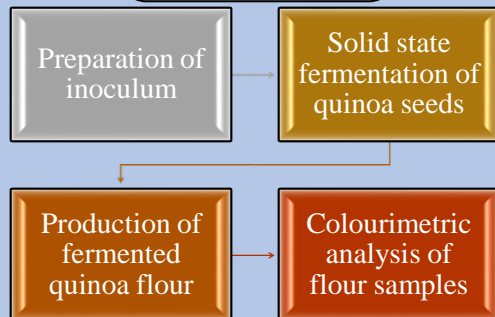 Preparation of
inoculum
Solid state
fermentation of
quinoa seeds
Production of
fermented
quinoa flour
Colourimetric
analysis of
flour samples